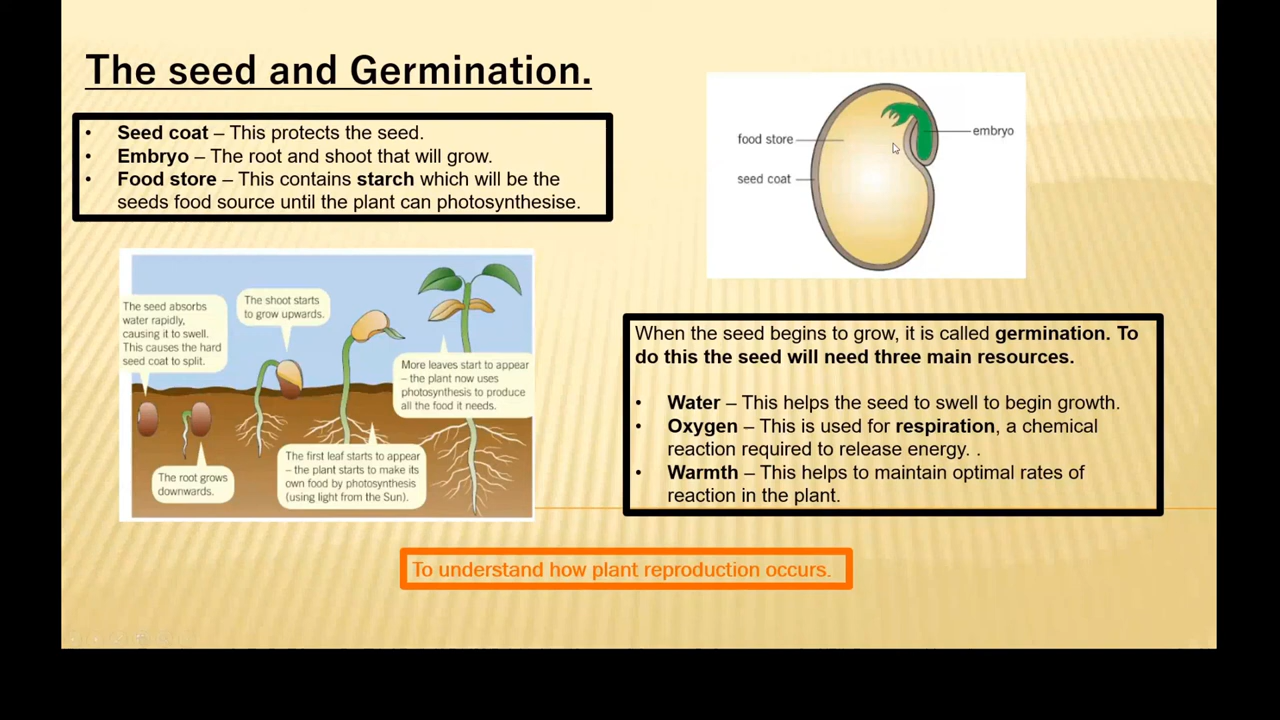 The seed and Germination.
• Seed coat – This protects the seed.
• Embryo – The root and shoot that will grow.
• Food store – This contains starch which will be the
seeds food source until the plant can photosynthesise.
food store
embryo
seed coat
The seed absorbs
water rapidly,
causing it to swell.
This causes the hard
seed coat to split.
The shoot starts
to grow upwards.
More leaves start to appear
– the plant now uses
photosynthesis to produce
all the food it needs.
The root grows
downwards.
The first leaf starts to appear
– the plant starts to make its
own food by photosynthesis
(using light from the Sun).
When the seed begins to grow, it is called germination. To
do this the seed will need three main resources.
• Water – This helps the seed to swell to begin growth.
• Oxygen – This is used for respiration, a chemical
reaction required to release energy. .
• Warmth – This helps to maintain optimal rates of
reaction in the plant.
To understand how plant reproduction occurs.